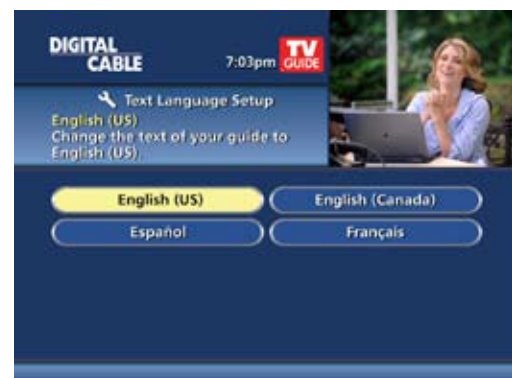 DIGITAL
CABLE
7:03pm
TV
GUIDE
Text Language Setup
English (US)
Change the text of your guide to
English (US).
English (US)
English (Canada)
Español
Français